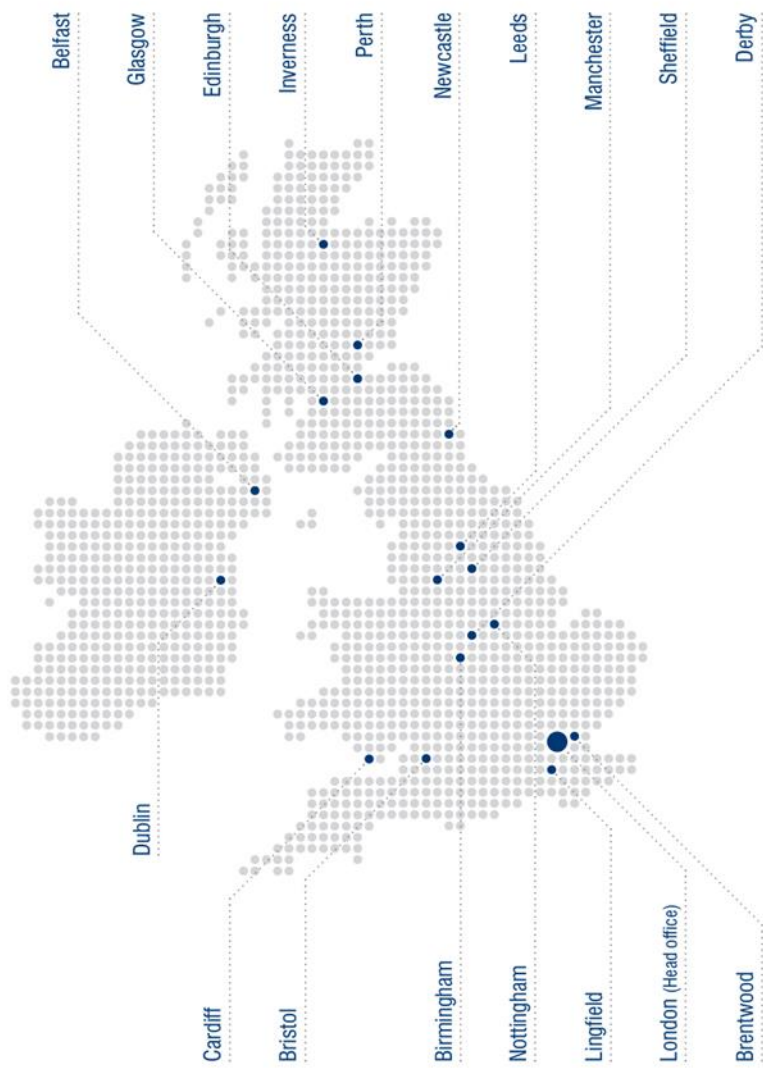 Belfast
Glasgow
Edinburgh
Inverness
Perth
Newcastle
Leeds
Manchester
Sheffield
Derby
Dublin
Cardiff
Bristol
Birmingham
Nottingham
Lingfield
London (Head office)
Brentwood